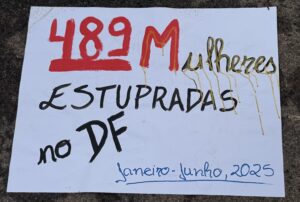 489 Mulheres
ESTUPRADAS
no DF
Janeiro-Junho, 2025